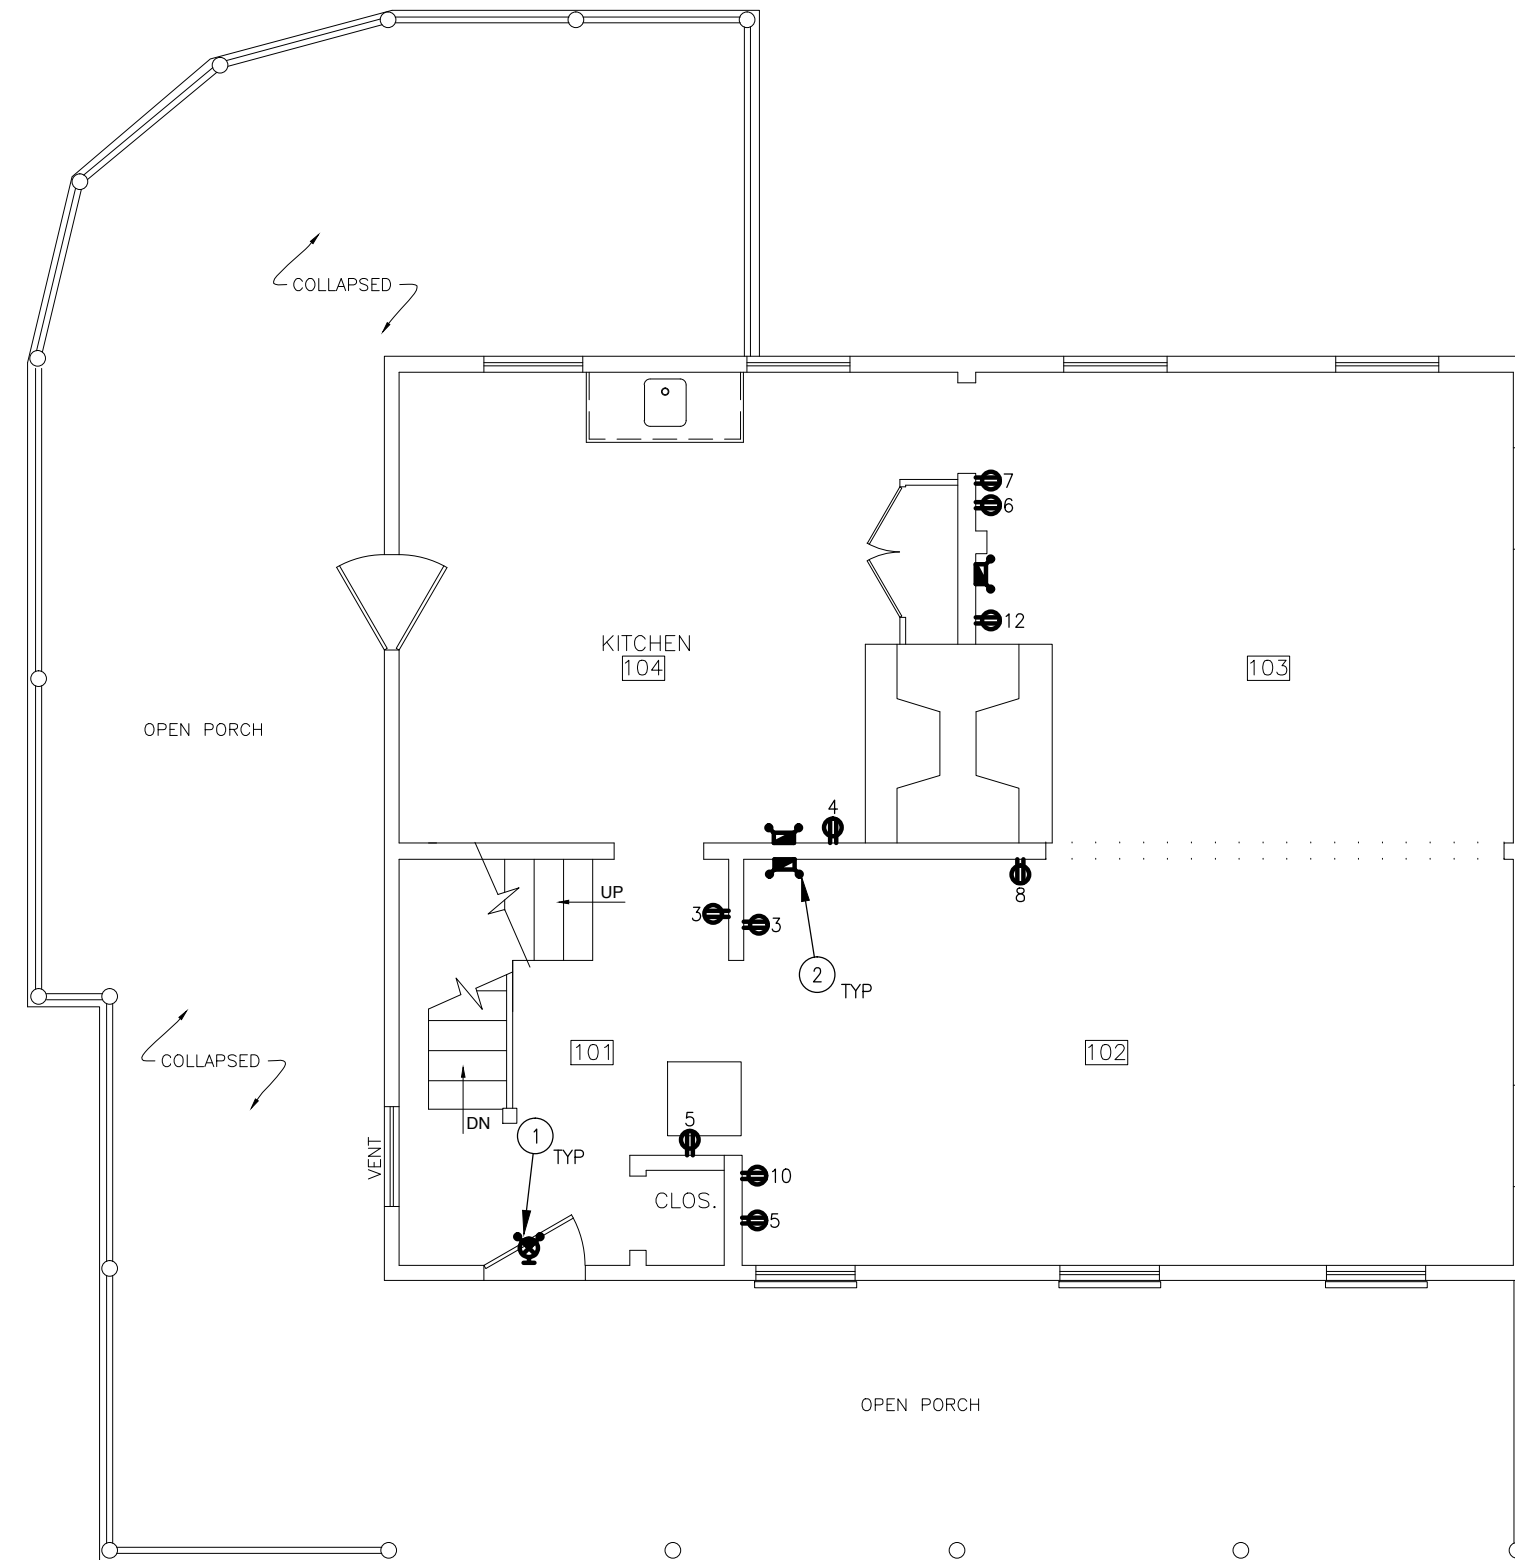 COLLAPSED
7
6
12
KITCHEN
104
103
OPEN PORCH
4
UP
8
3
3
2
TYP
COLLAPSED
101
102
DN
5
1
TYP
VENT
10
CLOS.
5
OPEN PORCH